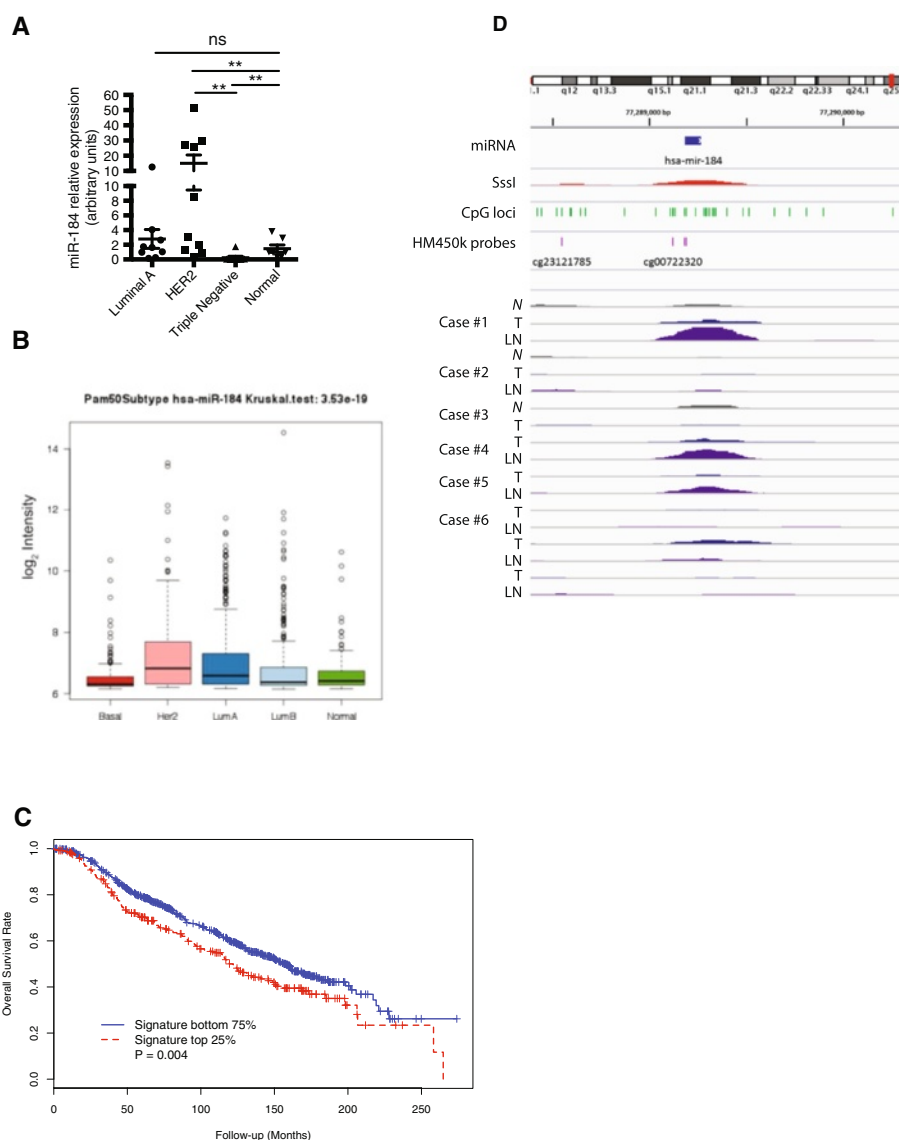 A
ns
**
**
**
miR-184 relative expression
(arbitrary units)
60
50
40
30
20
10
10
8
6
4
2
0
Luminal A
HER2
Triple Negative
Normal
B
Pam50Subtype hsa-miR-184 Kruskal.test: 3.53e-19
log2 Intensity
14
12
10
8
6
Basal
Her2
LumA
LumB
Normal
C
Overall Survival Rate
1.0
0.8
0.6
0.4
0.2
0.0
Signature bottom 75%
Signature top 25%
P = 0.004
0
50
100
150
200
250
Follow-up (Months)
D
q12
q13.3
q15.1
q21.1
q21.3
q22.2
q22.33
q24.1
q25
77,289,000 bp
77,290,000 bp
miRNA
hsa-mir-184
SssI
CpG loci
HM450k probes
cg23121785
cg00722320
Case #1
N
T
LN
Case #2
N
T
LN
Case #3
N
T
Case #4
T
LN
Case #5
T
LN
Case #6
T
LN
T
LN
T
LN